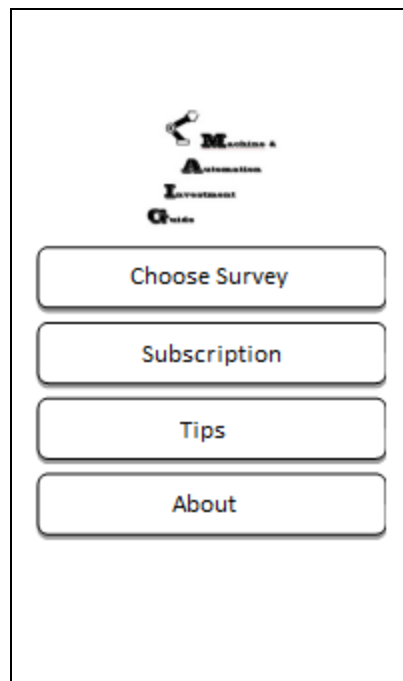 Machine &
Automation
Investment
Guide
Choose Survey
Subscription
Tips
About